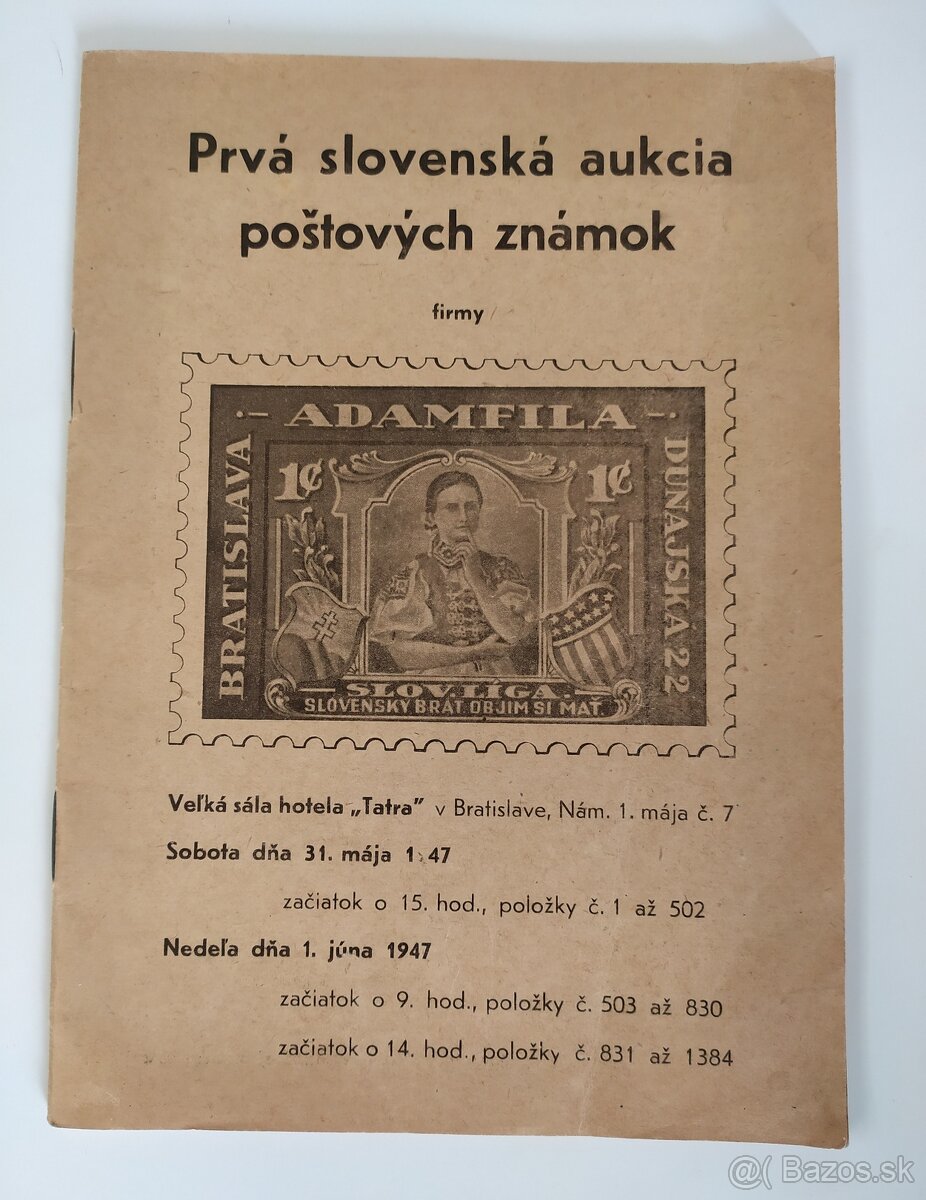 Prvá slovenská aukcia
poštových známok
firmy
ADAMFILA
BRATISLAVA
DUNAJSKA 22
1¢ 1¢
SLOV. LÍGA.
SLOVENSKÝ BRAT OBJÍM SI MAŤ.
Veľká sála hotela „Tatra" v Bratislave, Nám. 1. mája č. 7
Sobota dňa 31. mája 1 47
začiatok o 15. hod., položky č. 1 až 502
Nedeľa dňa 1. júna 1947
začiatok o 9. hod., položky č. 503 až 830
začiatok o 14. hod., položky č. 831 až 1384
@( Bazos.sk